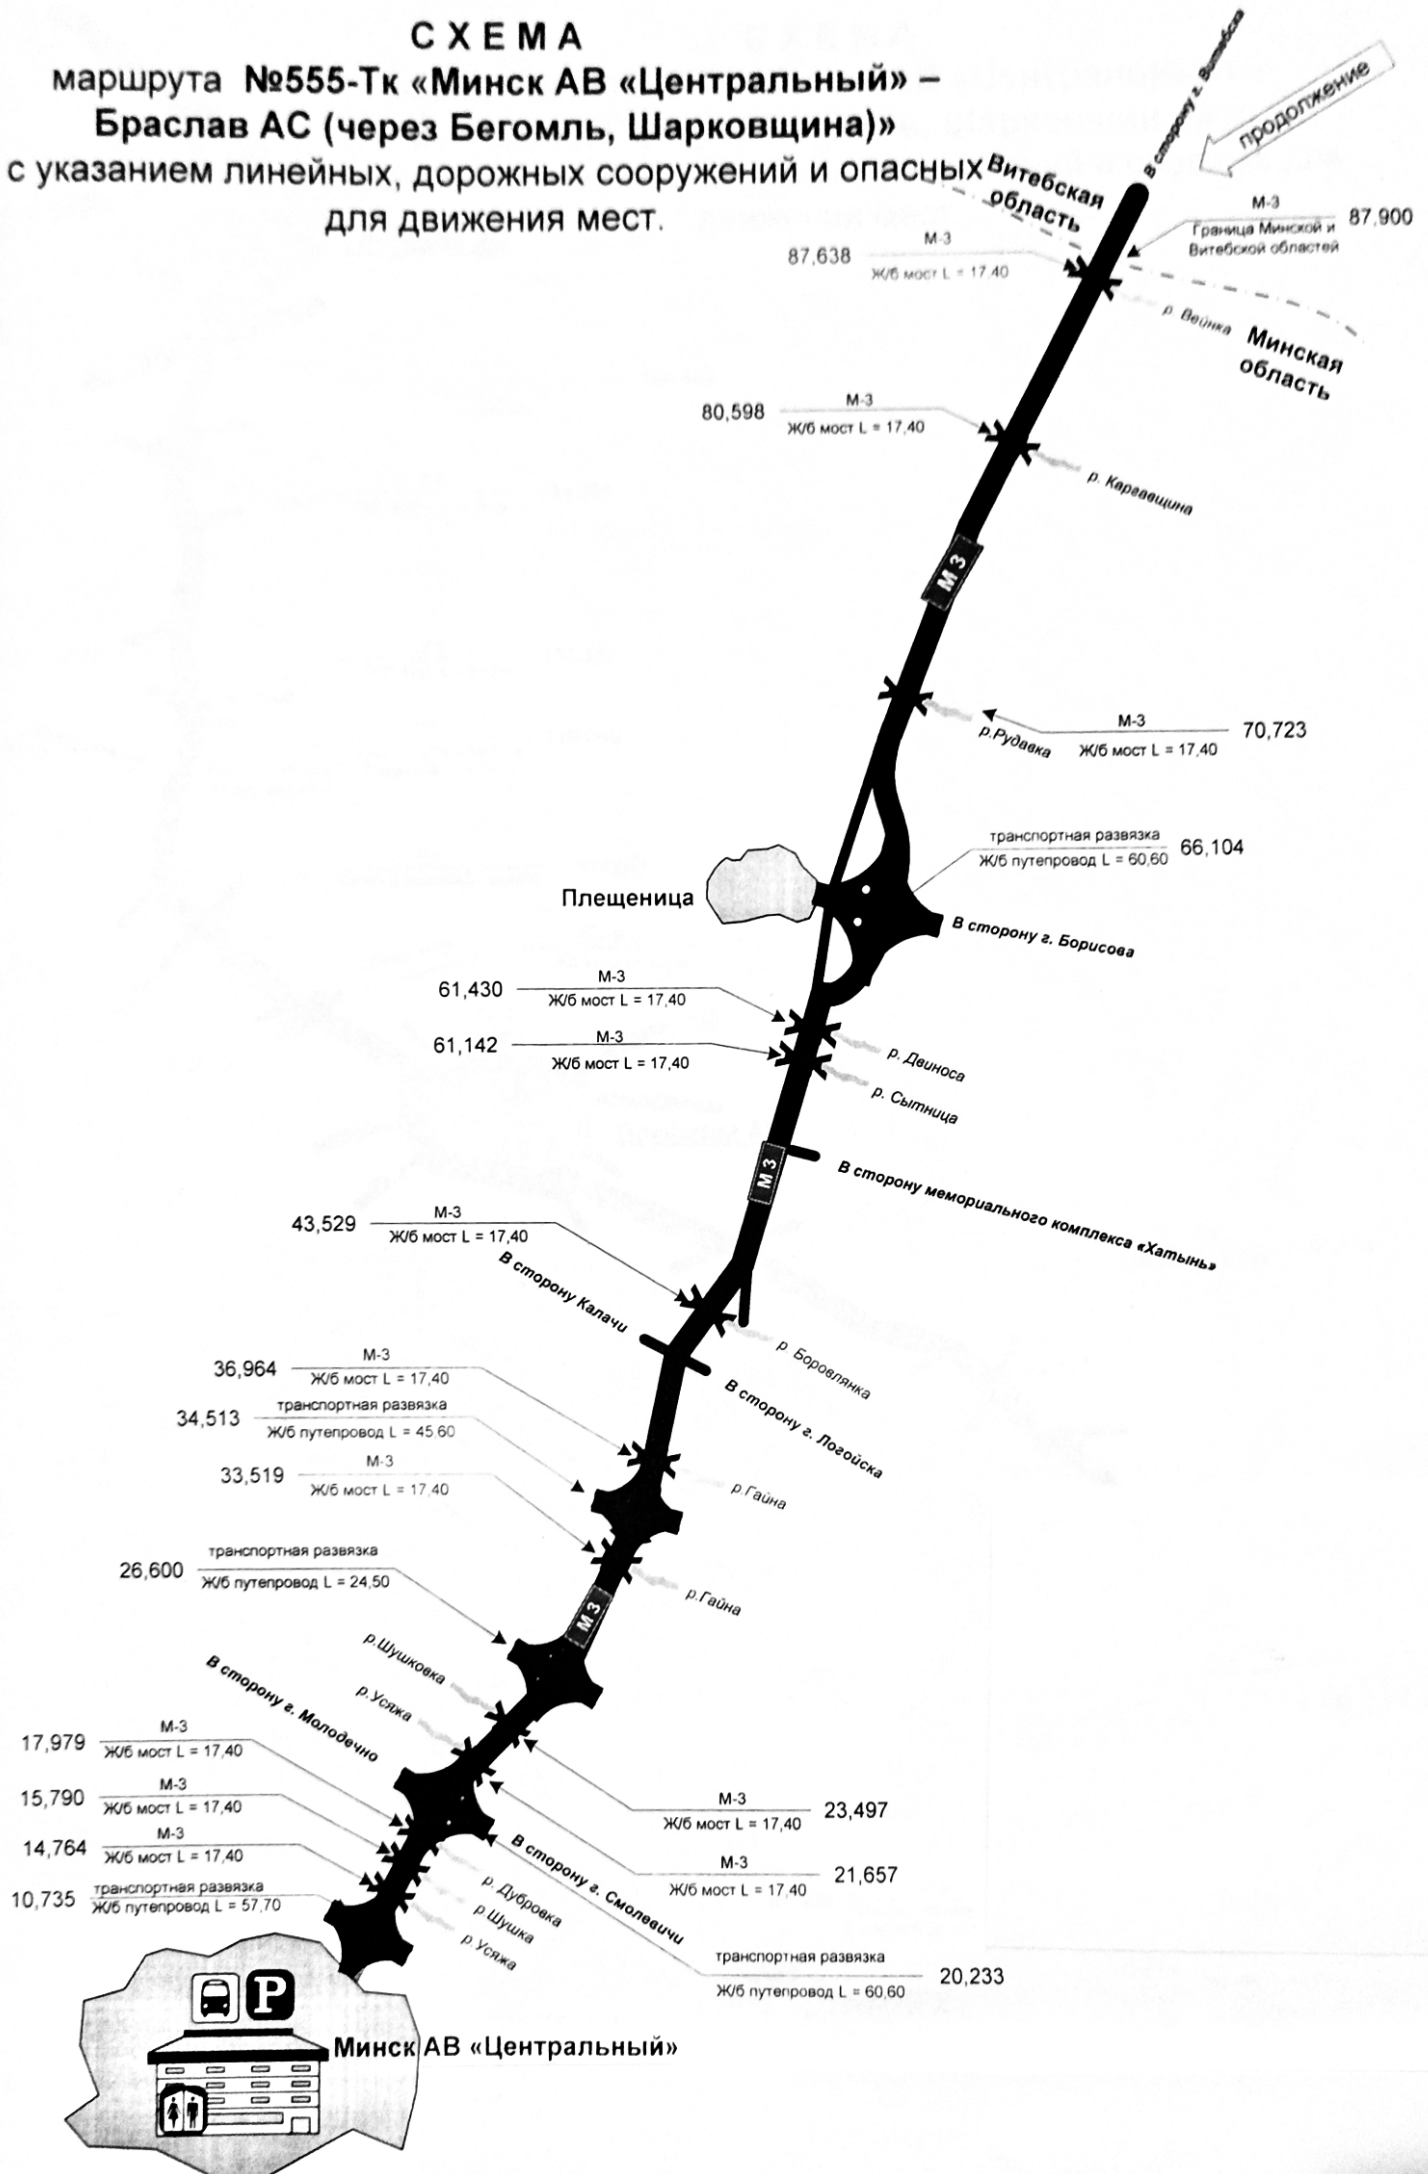 СХЕМА
маршрута №555-Тк «Минск АВ «Центральный» –
Браслав АС (через Бегомль, Шарковщина)»
с указанием линейных, дорожных сооружений и опасных
для движения мест.
В сторону г. Витебска
продолжение
Витебская
область
М-3
87,900
Граница Минской и
Витебской областей
87,638
М-3
Ж/б мост L = 17,40
р. Вейнка
Минская
область
80,598
М-3
Ж/б мост L = 17,40
р. Каргавщина
М 3
р.Рудавка
М-3
Ж/б мост L = 17,40
70,723
транспортная развязка
Ж/б путепровод L = 60,60
66,104
Плещеница
В сторону г. Борисова
61,430
М-3
Ж/б мост L = 17,40
61,142
М-3
Ж/б мост L = 17,40
р. Двиноса
р. Сытница
М 3
В сторону мемориального комплекса «Хатынь»
43,529
М-3
Ж/б мост L = 17,40
В сторону Калачи
р. Боровлянка
36,964
М-3
Ж/б мост L = 17,40
В сторону г. Логойска
34,513
транспортная развязка
Ж/б путепровод L = 45,60
33,519
М-3
Ж/б мост L = 17,40
р.Гайна
р.Гайна
26,600
транспортная развязка
Ж/б путепровод L = 24,50
М 3
р.Шушковка
р.Усяжа
В сторону г. Молодечно
17,979
М-3
Ж/б мост L = 17,40
15,790
М-3
Ж/б мост L = 17,40
14,764
М-3
Ж/б мост L = 17,40
10,735
транспортная развязка
Ж/б путепровод L = 57,70
М-3
Ж/б мост L = 17,40
23,497
М-3
Ж/б мост L = 17,40
21,657
В сторону г. Смолевичи
р. Дубровка
р.Шушка
р.Усяжа
транспортная развязка
Ж/б путепровод L = 60,60
20,233
P
Минск АВ «Центральный»